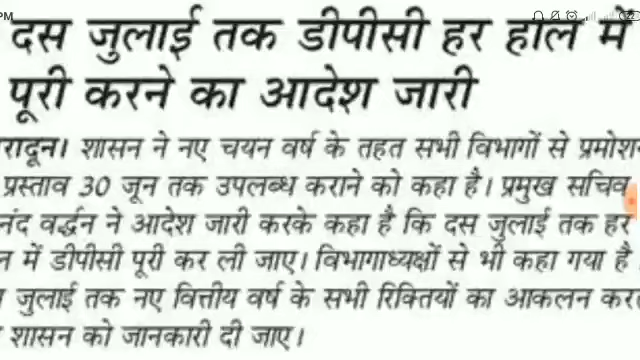 दस जुलाई तक डीपीसी हर हाल में
पूरी करने का आदेश जारी
रादून। शासन ने नए चयन वर्ष के तहत सभी विभागों से प्रमोशन
प्रस्ताव 30 जून तक उपलब्ध कराने को कहा है। प्रमुख सचिव
नंद वर्द्धन ने आदेश जारी करके कहा है कि दस जुलाई तक हर
में डीपीसी पूरी कर ली जाए। विभागाध्यक्षों से भी कहा गया है
जुलाई तक नए वित्तीय वर्ष के सभी रिक्तियों का आकलन कर
शासन को जानकारी दी जाए।